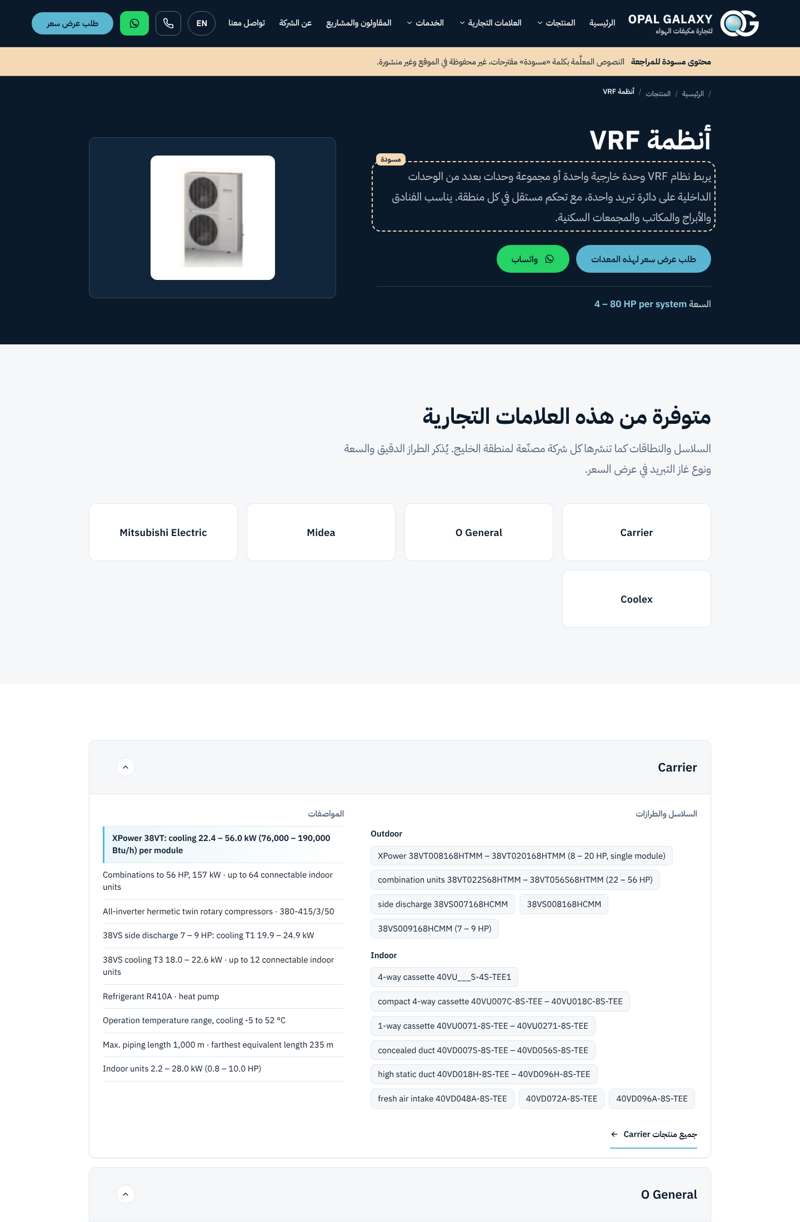 OPAL GALAXY
لتجارة مكيفات الهواء
الرئيسية
المنتجات
العلامات التجارية
الخدمات
المقاولون والمشاريع
عن الشركة
تواصل معنا
EN
طلب عرض سعر
محتوى مسودة للمراجعة النصوص المعلّمة بكلمة «مسودة» مقترحات، غير محفوظة في الموقع وغير منشورة.
/ الرئيسية / المنتجات / أنظمة VRF
أنظمة VRF
مسودة
يربط نظام VRF وحدة خارجية واحدة أو مجموعة وحدات بعدد من الوحدات
الداخلية على دائرة تبريد واحدة، مع تحكم مستقل في كل منطقة. يناسب الفنادق
والأبراج والمكاتب والمجمعات السكنية.
طلب عرض سعر لهذه المعدات
واتساب
السعة 4 – 80 HP per system
متوفرة من هذه العلامات التجارية
السلاسل والنطاقات كما تنشرها كل شركة مصنّعة لمنطقة الخليج. يُذكر الطراز الدقيق والسعة
ونوع غاز التبريد في عرض السعر.
Carrier
O General
Midea
Mitsubishi Electric
Coolex
Carrier
السلاسل والطرازات
Outdoor
XPower 38VT008168HTMM – 38VT020168HTMM (8 – 20 HP, single module)
combination units 38VT022S68HTMM – 38VT056S68HTMM (22 – 56 HP)
side discharge 38VS007168HCMM
38VS008168HCMM
38VS009168HCMM (7 – 9 HP)
Indoor
4-way cassette 40VU___S-4S-TEE1
compact 4-way cassette 40VU007C-8S-TEE – 40VU018C-8S-TEE
1-way cassette 40VU0071-8S-TEE – 40VU0271-8S-TEE
concealed duct 40VD007S-8S-TEE – 40VD056S-8S-TEE
high static duct 40VD018H-8S-TEE – 40VD096H-8S-TEE
fresh air intake 40VD048A-8S-TEE
40VD072A-8S-TEE
40VD096A-8S-TEE
جميع منتجات Carrier ←
المواصفات
XPower 38VT: cooling 22.4 – 56.0 kW (76,000 – 190,000
Btu/h) per module
Combinations to 56 HP, 157 kW · up to 64 connectable indoor
units
All-inverter hermetic twin rotary compressors · 380-415/3/50
38VS side discharge 7 – 9 HP: cooling T1 19.9 – 24.9 kW
38VS cooling T3 18.0 – 22.6 kW · up to 12 connectable indoor
units
Refrigerant R410A · heat pump
Operation temperature range, cooling -5 to 52 °C
Max. piping length 1,000 m · farthest equivalent length 235 m
Indoor units 2.2 – 28.0 kW (0.8 – 10.0 HP)
O General